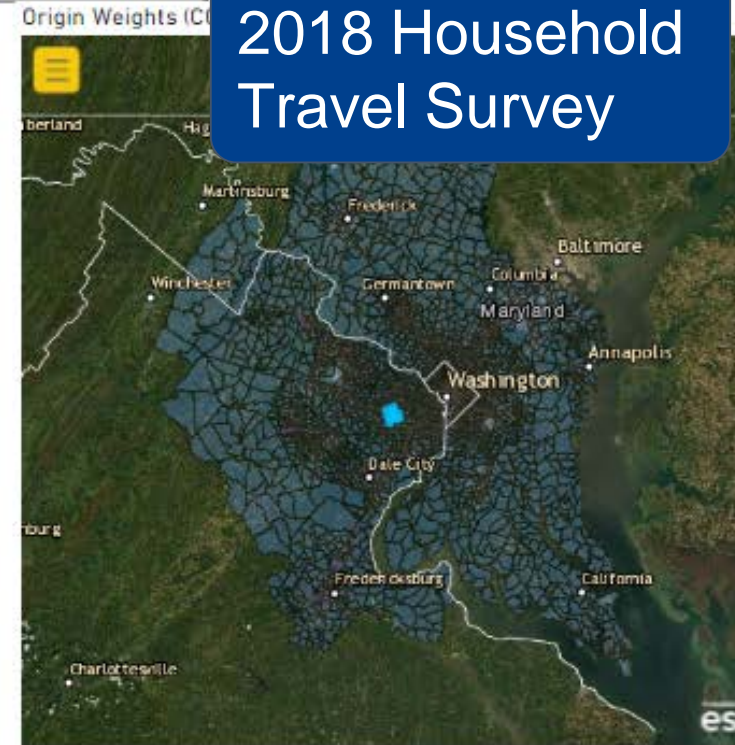 Origin Weights (C
2018 Household
Travel Survey
berland
Hag
Martinsburg
Frederick
Baltimore
Winchester
Germantown
Columbia
Maryland
Annapolis
Washington
Dale City
nburg
Fredericksburg
California
Charlottesville
es